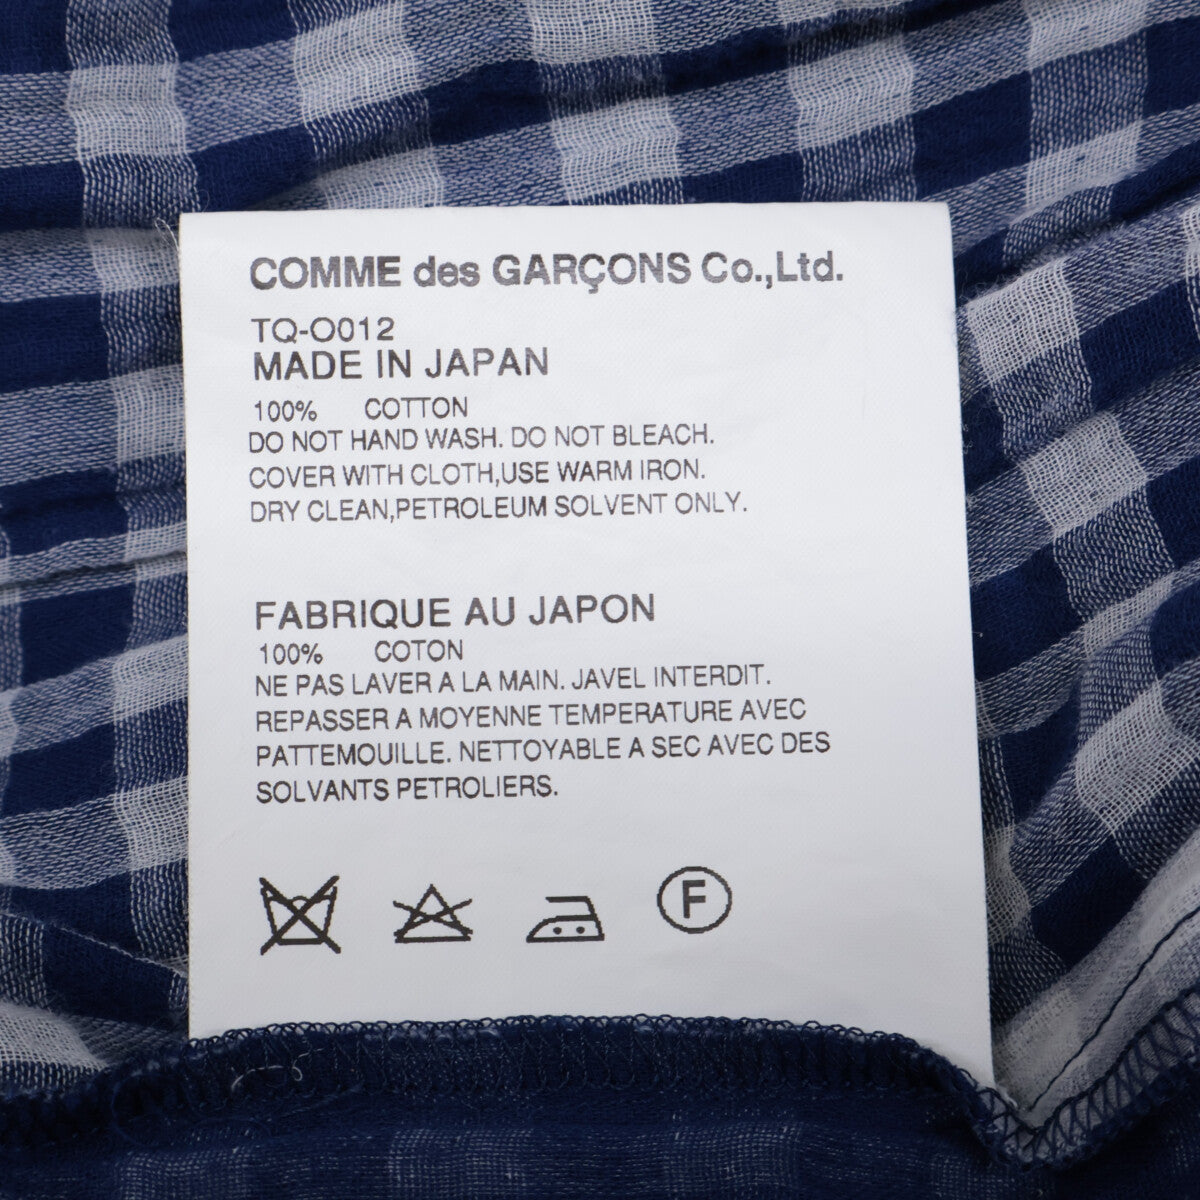 COMME des GARÇONS Co.,Ltd.
TQ-O012
MADE IN JAPAN
100% COTTON
DO NOT HAND WASH. DO NOT BLEACH.
COVER WITH CLOTH,USE WARM IRON.
DRY CLEAN,PETROLEUM SOLVENT ONLY.
FABRIQUE AU JAPON
100% COTON
NE PAS LAVER A LA MAIN. JAVEL INTERDIT.
REPASSER A MOYENNE TEMPERATURE AVEC
PATTEMOUILLE. NETTOYABLE A SEC AVEC DES
SOLVANTS PETROLIERS.
F